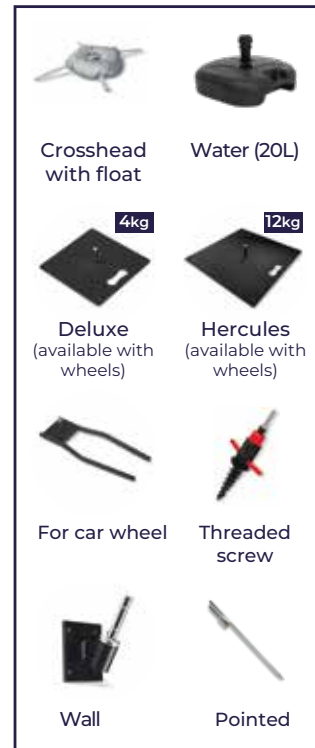 Crosshead
with float
Water (20L)
4kg
12kg
Deluxe
(available with
wheels)
Hercules
(available with
wheels)
For car wheel
Threaded
screw
Wall
Pointed